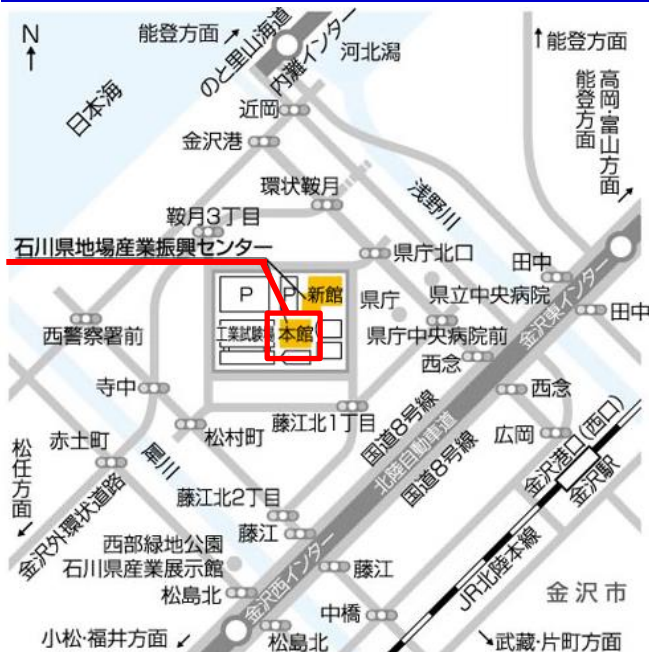 N
能登方面
のと里山海道
内灘インター
河北潟
能登方面
高岡・富山方面
能登方面
日本海
近岡
金沢港
環状鞍月
浅野川
鞍月3丁目
石川県地場産業振興センター
県庁北口
田中
P
P
新館
県庁
県立中央病院
田中
金沢東インター
西警察署前
工業試験場
本館
県庁中央病院前
西念
寺中
西念
藤江北1丁目
国道8号線
北陸自動車道
国道8号線
広岡
金沢港口(西口)
金沢駅
松村町
赤土町
松任方面
犀川
金沢外環状道路
藤江北2丁目
藤江
西部緑地公園
石川県産業展示館
藤江
JR北陸本線
金沢市
松島北
金沢西インター
中橋
小松・福井方面
松島北
武蔵・片町方面